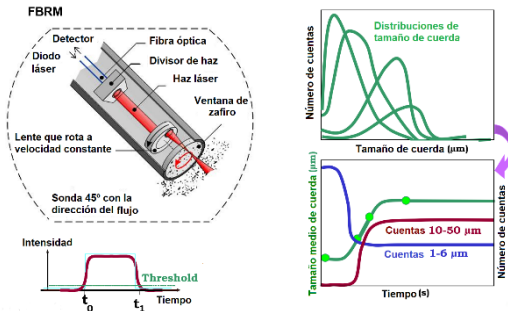 FBRM
Detector
Diodo
láser
Fibra óptica
Divisor de haz
Haz láser
Ventana de
zafiro
Lente que rota a
velocidad constante
Sonda 45º con la
dirección del flujo
Intensidad
Threshold
t0
t1
Tiempo
Número de cuentas
Distribuciones de
tamaño de cuerda
Tamaño de cuerda (µm)
Tamaño medio de cuerda (µm)
Cuentas 10-50 µm
Cuentas 1-6 µm
Número de cuentas
Tiempo (s)